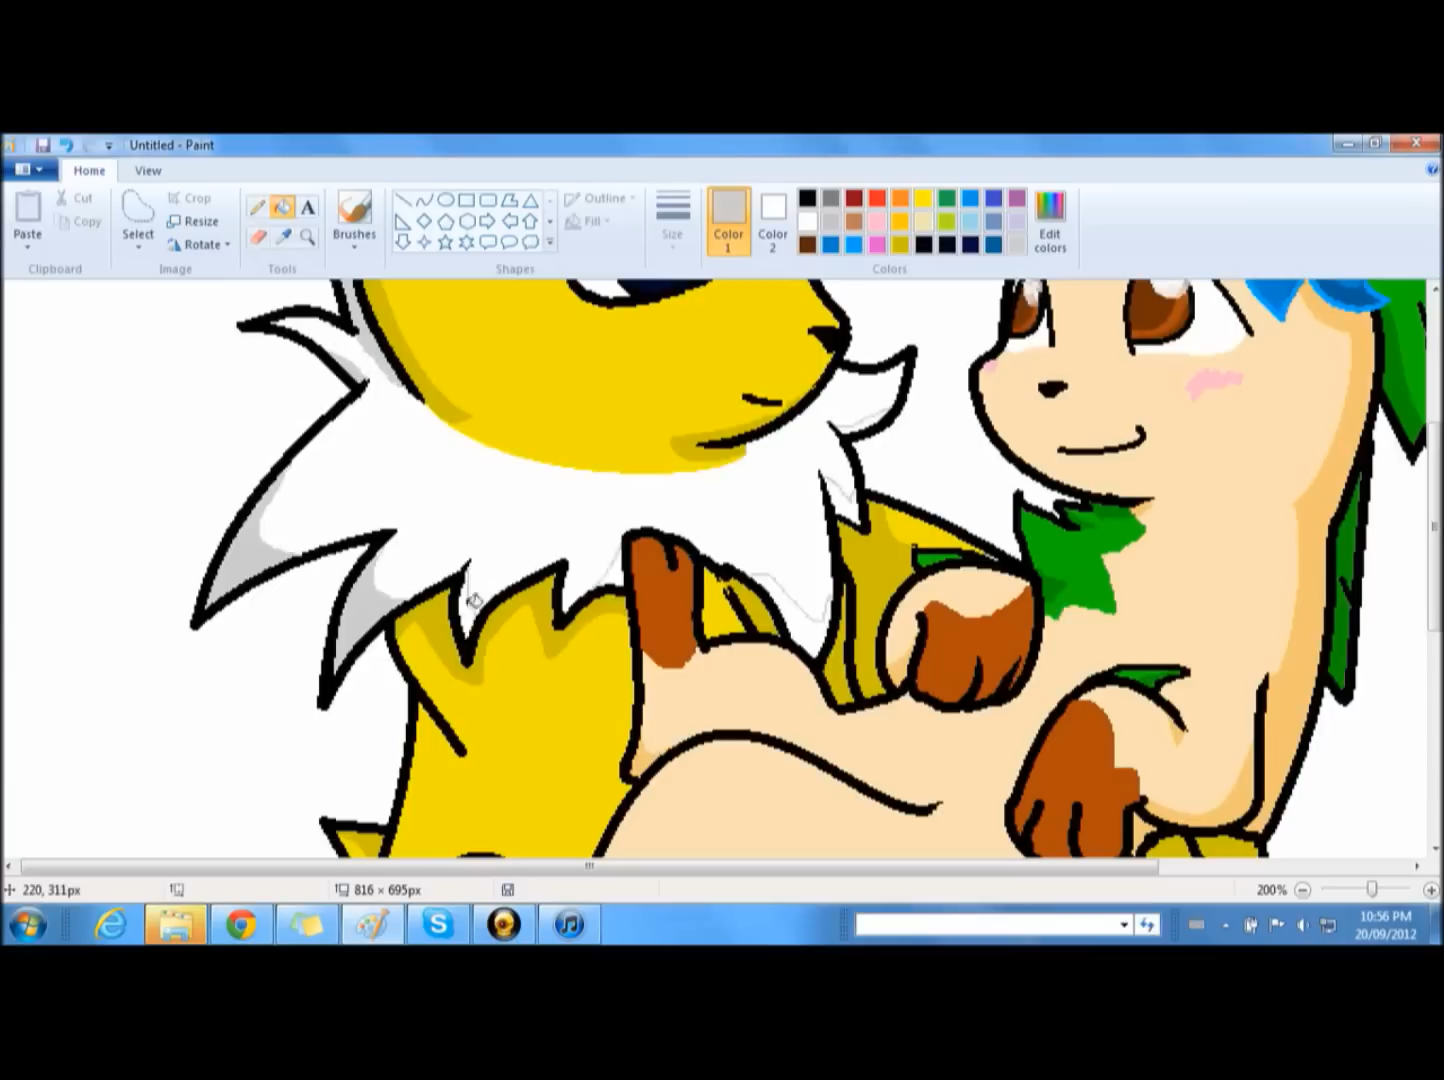 Untitled - Paint
Home View
Cut
Copy
Paste
Clipboard
Select
Crop
Resize
Rotate
Image
A
Tools
Brushes
Outline
Fill
Shapes
Size
Color 1
Color 2
Edit colors
Colors
220, 311px
816 × 695px
200%
10:56 PM
20/09/2012